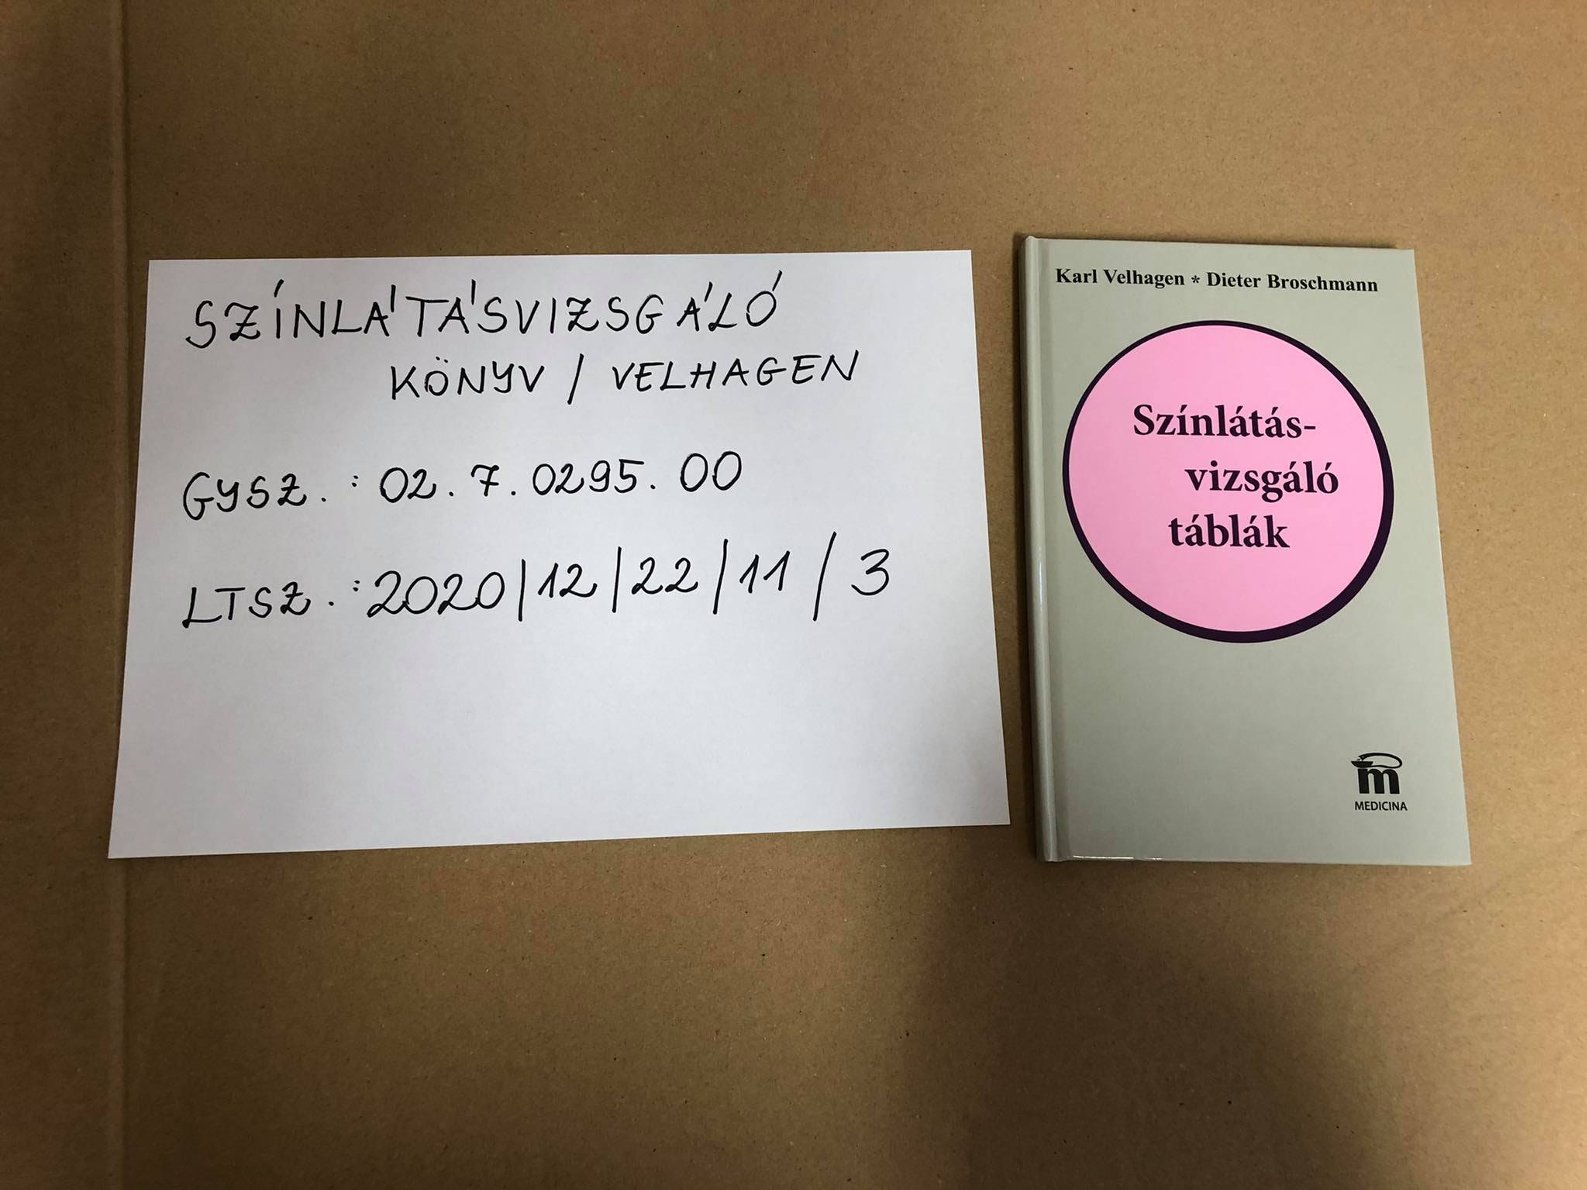 SZÍNLÁTÁSVIZSGÁLÓ
KÖNYV / VELHAGEN
GYSZ. : 02. 7. 0295. 00
LTSZ. : 2020/12/22/11/3
Karl Velhagen * Dieter Broschmann
Színlátás-
vizsgáló
táblák
m
MEDICINA